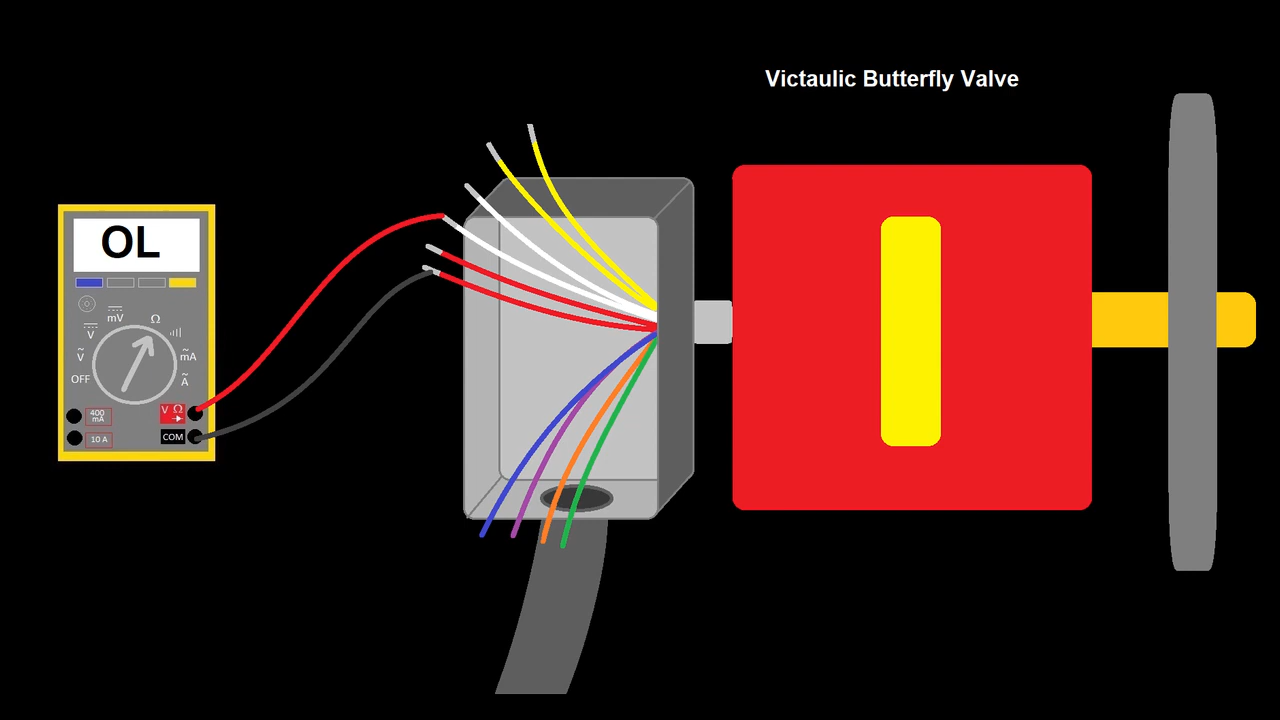 Victaulic Butterfly Valve
OL
Ω
mV
V
V
mA
OFF
A
400
mA
V Ω
10 A
COM